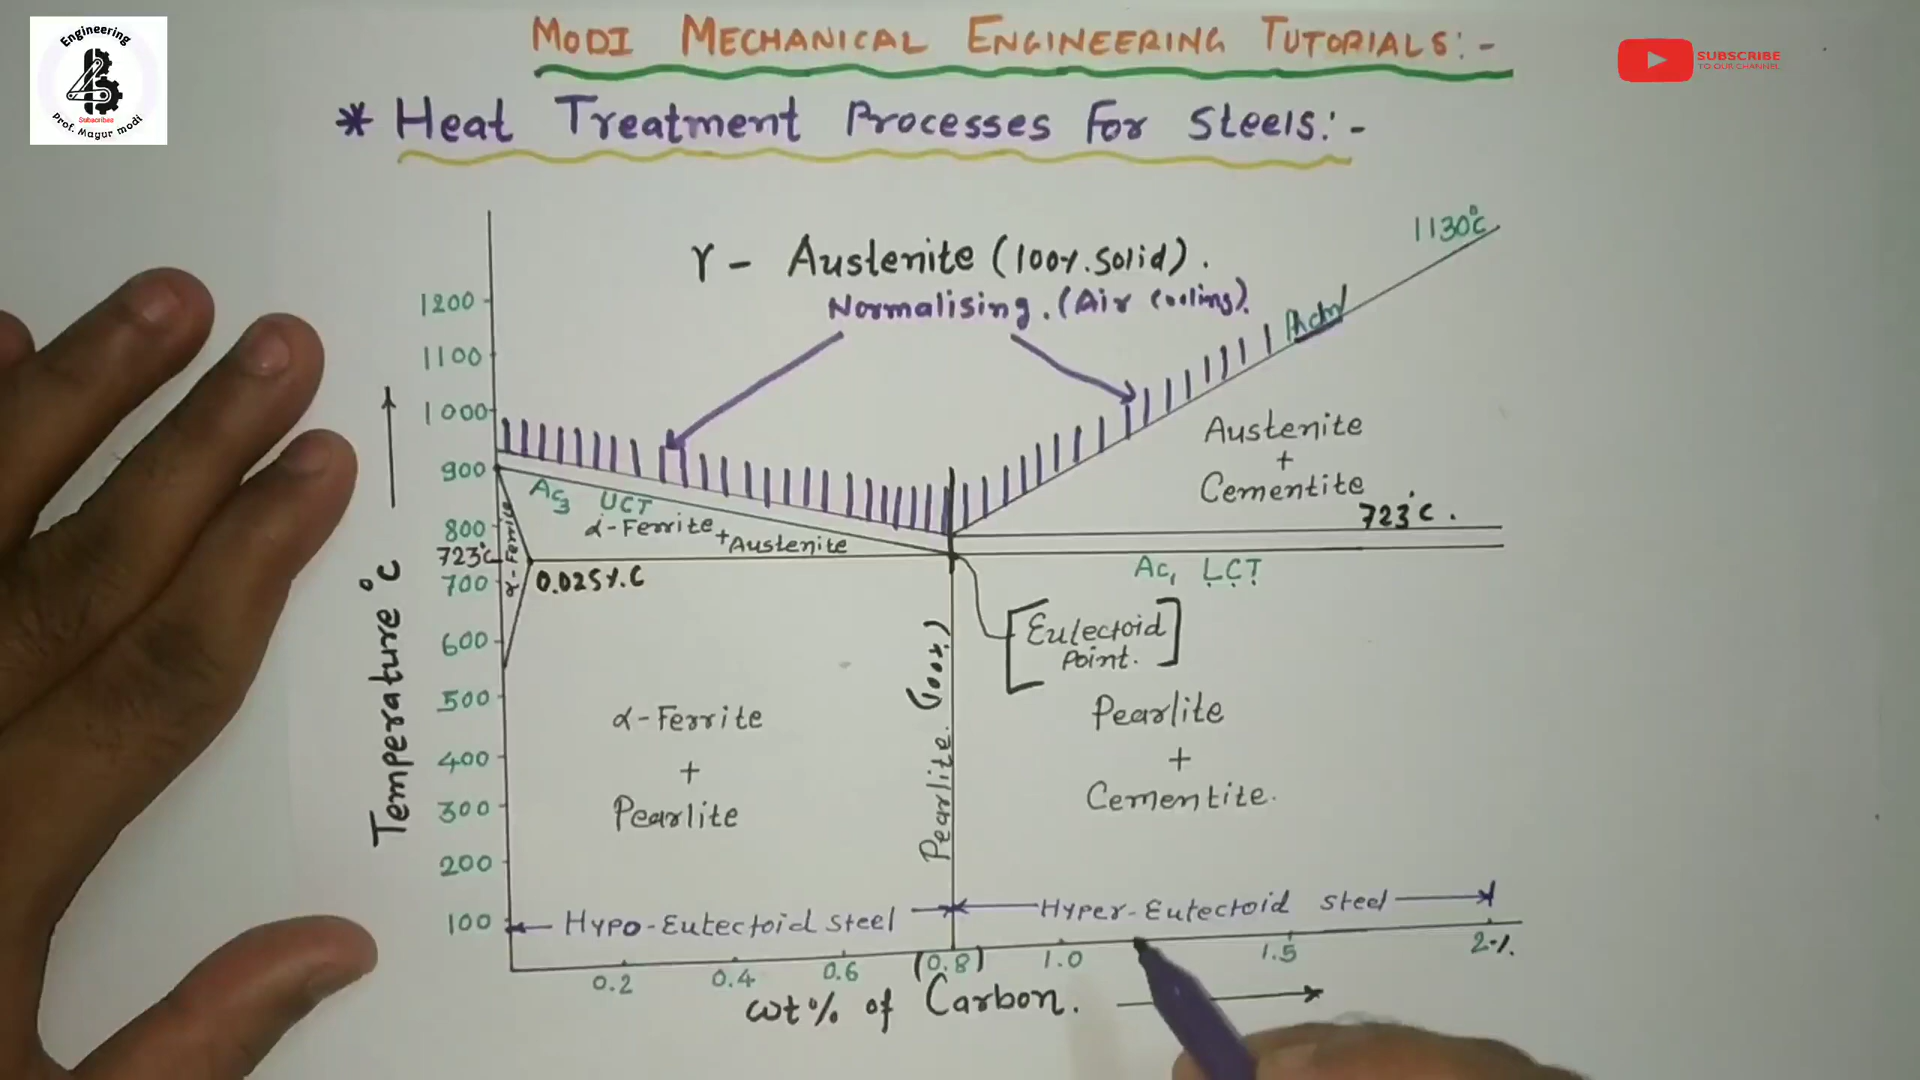 Engineering
Subscribes
Prof. Mayur modi
MODI MECHANICAL ENGINEERING TUTORIALS:-
SUBSCRIBE
TO OUR CHANNEL
* Heat Treatment Processes For Steels:-
1130°c
γ - Austenite (100%.solid).
Normalising. (Air cooling).
Acm
1200
1100
1000
900
800
723°c
700
600
500
400
300
200
100
Temperature °c
Ac3 UCT
α-Ferrite + Austenite
0.025%.C
Austenite
+
Cementite
723°c.
Ac1 LCT
[Eutectoid
Point.]
α-Ferrite
+
Pearlite
Pearlite. (100%)
Pearlite
+
Cementite.
Hypo-Eutectoid steel
Hyper-Eutectoid steel
0.2 0.4 0.6 (0.8) 1.0 1.5 2%.
wt% of Carbon.